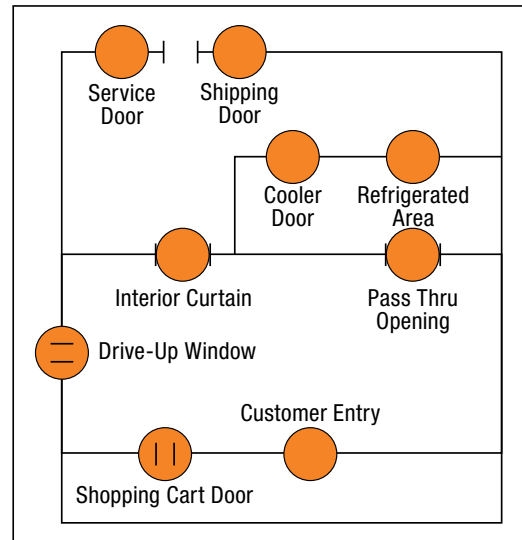 Service
Door
Shipping
Door
Cooler
Door
Refrigerated
Area
Interior Curtain
Pass Thru
Opening
Drive-Up Window
Customer Entry
Shopping Cart Door